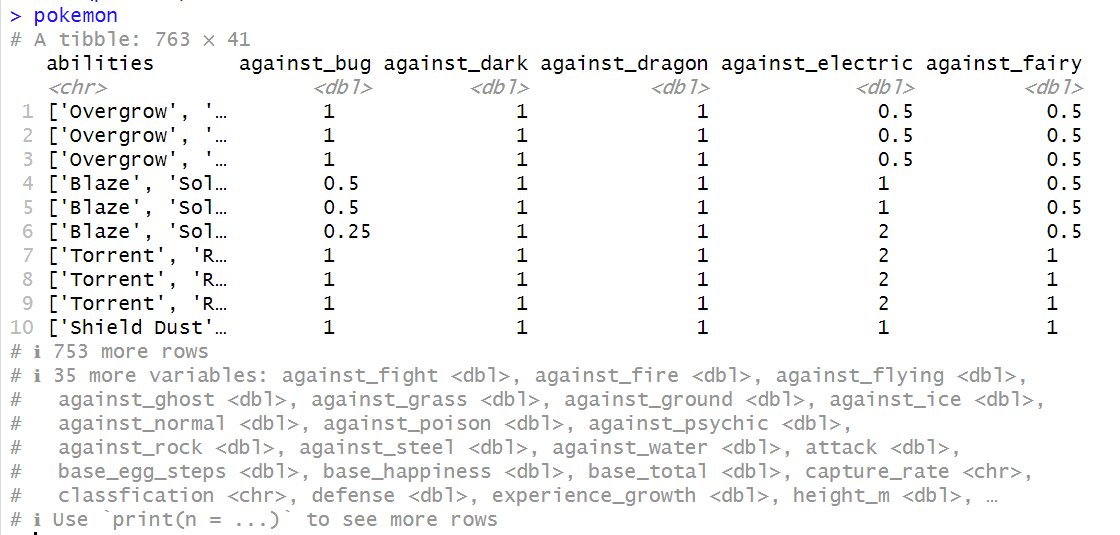 > pokemon
# A tibble: 763 × 41
abilities against_bug against_dark against_dragon against_electric against_fairy
<chr> <dbl> <dbl> <dbl> <dbl> <dbl>
1 ['Overgrow', '… 1 1 1 0.5 0.5
2 ['Overgrow', '… 1 1 1 0.5 0.5
3 ['Overgrow', '… 1 1 1 0.5 0.5
4 ['Blaze', 'Sol… 0.5 1 1 1 0.5
5 ['Blaze', 'Sol… 0.5 1 1 1 0.5
6 ['Blaze', 'Sol… 0.25 1 1 2 0.5
7 ['Torrent', 'R… 1 1 1 2 1
8 ['Torrent', 'R… 1 1 1 2 1
9 ['Torrent', 'R… 1 1 1 2 1
10 ['Shield Dust'… 1 1 1 1 1
# ℹ 753 more rows
# ℹ 35 more variables: against_fight <dbl>, against_fire <dbl>, against_flying <dbl>,
# against_ghost <dbl>, against_grass <dbl>, against_ground <dbl>, against_ice <dbl>,
# against_normal <dbl>, against_poison <dbl>, against_psychic <dbl>,
# against_rock <dbl>, against_steel <dbl>, against_water <dbl>, attack <dbl>,
# base_egg_steps <dbl>, base_happiness <dbl>, base_total <dbl>, capture_rate <chr>,
# classfication <chr>, defense <dbl>, experience_growth <dbl>, height_m <dbl>, …
# ℹ Use `print(n = ...)` to see more rows